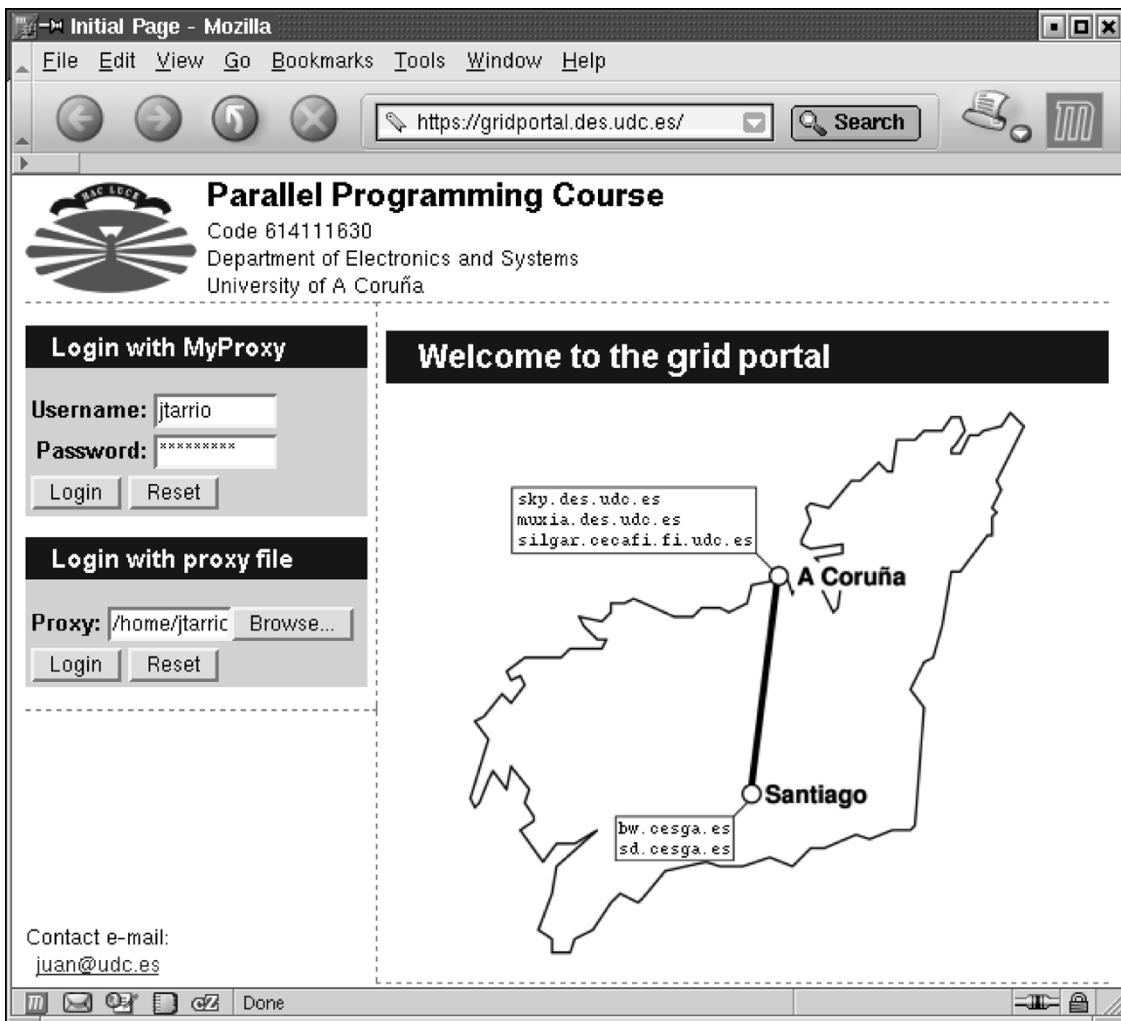 Initial Page - Mozilla
File Edit View Go Bookmarks Tools Window Help
https://gridportal.des.udc.es/ Search
HAC LUCE
Parallel Programming Course
Code 614111630
Department of Electronics and Systems
University of A Coruña
Login with MyProxy
Username: jtarrio
Password: *********
Login Reset
Login with proxy file
Proxy: /home/jtarric Browse...
Login Reset
Contact e-mail:
juan@udc.es
Welcome to the grid portal
sky.des.udc.es
muxia.des.udc.es
silgar.cecafi.fi.udc.es
A Coruña
Santiago
bw.cesga.es
sd.cesga.es
Done